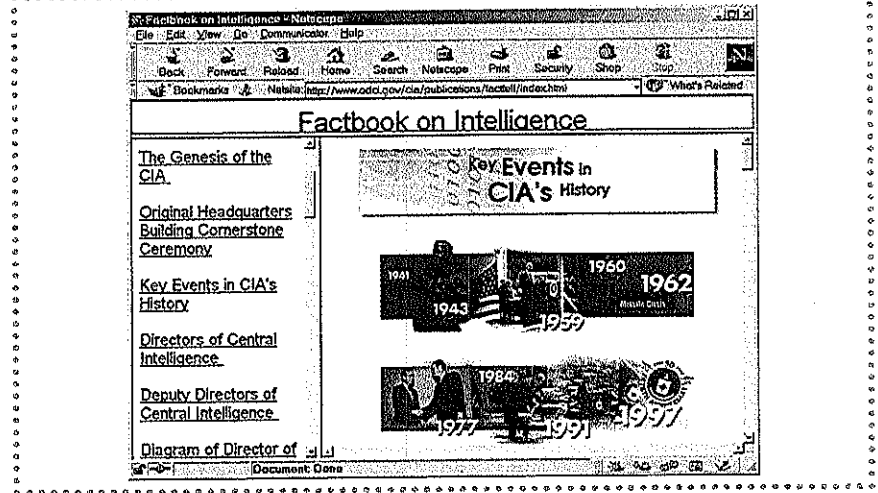 Factbook on Intelligence - Netscape
File Edit View Go Communicator Help
Back Forward Reload Home Search Netscape Print Security Shop Stop
Bookmarks Netsite: http://www.odci.gov/cia/publications/facttell/index.html What's Related
Factbook on Intelligence
The Genesis of the
CIA
Original Headquarters
Building Cornerstone
Ceremony
Key Events in CIA's
History
Directors of Central
Intelligence
Deputy Directors of
Central Intelligence
Diagram of Director of
Key Events in
CIA's History
1941
1943
1959
1960
1962
Missile Crisis
1977
1984
1991
1997
Document: Done